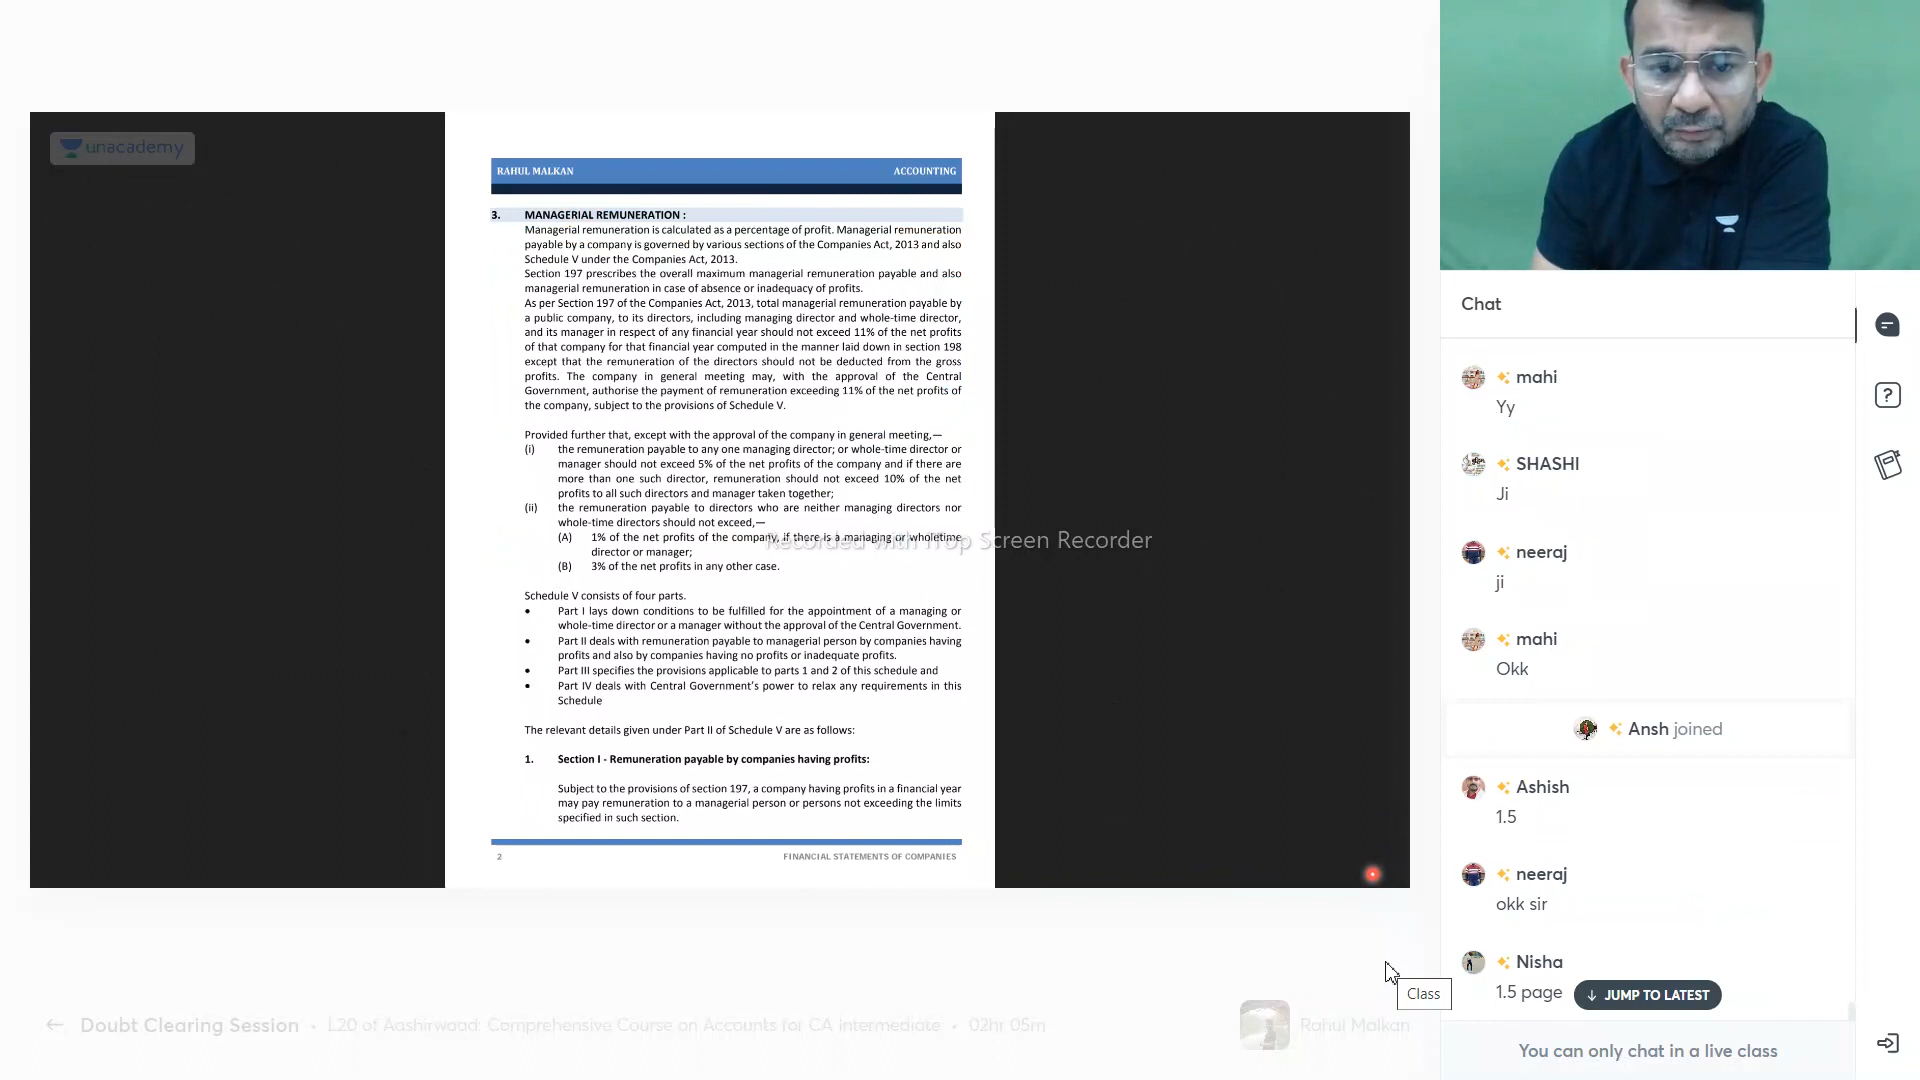 unacademy
RAHUL MALKAN ACCOUNTING
3. MANAGERIAL REMUNERATION :
Managerial remuneration is calculated as a percentage of profit. Managerial remuneration
payable by a company is governed by various sections of the Companies Act, 2013 and also
Schedule V under the Companies Act, 2013.
Section 197 prescribes the overall maximum managerial remuneration payable and also
managerial remuneration in case of absence or inadequacy of profits.
As per Section 197 of the Companies Act, 2013, total managerial remuneration payable by
a public company, to its directors, including managing director and whole-time director,
and its manager in respect of any financial year should not exceed 11% of the net profits
of that company for that financial year computed in the manner laid down in section 198
except that the remuneration of the directors should not be deducted from the gross
profits. The company in general meeting may, with the approval of the Central
Government, authorise the payment of remuneration exceeding 11% of the net profits of
the company, subject to the provisions of Schedule V.
Provided further that, except with the approval of the company in general meeting,—
(i) the remuneration payable to any one managing director; or whole-time director or
manager should not exceed 5% of the net profits of the company and if there are
more than one such director, remuneration should not exceed 10% of the net
profits to all such directors and manager taken together;
(ii) the remuneration payable to directors who are neither managing directors nor
whole-time directors should not exceed,—
(A) 1% of the net profits of the company, if there is a managing or wholetime
director or manager;
(B) 3% of the net profits in any other case.
Schedule V consists of four parts.
• Part I lays down conditions to be fulfilled for the appointment of a managing or
whole-time director or a manager without the approval of the Central Government.
• Part II deals with remuneration payable to managerial person by companies having
profits and also by companies having no profits or inadequate profits.
• Part III specifies the provisions applicable to parts 1 and 2 of this schedule and
• Part IV deals with Central Government's power to relax any requirements in this
Schedule
The relevant details given under Part II of Schedule V are as follows:
1. Section I - Remuneration payable by companies having profits:
Subject to the provisions of section 197, a company having profits in a financial year
may pay remuneration to a managerial person or persons not exceeding the limits
specified in such section.
2 FINANCIAL STATEMENTS OF COMPANIES
Recorded with iTop Screen Recorder
Class
Doubt Clearing Session • L20 of Aashirwaad: Comprehensive Course on Accounts for CA intermediate • 02hr 05m
Rahul Malkan
Chat
mahi
Yy
SHASHI
Ji
neeraj
ji
mahi
Okk
Ansh joined
Ashish
1.5
neeraj
okk sir
Nisha
1.5 page
JUMP TO LATEST
You can only chat in a live class